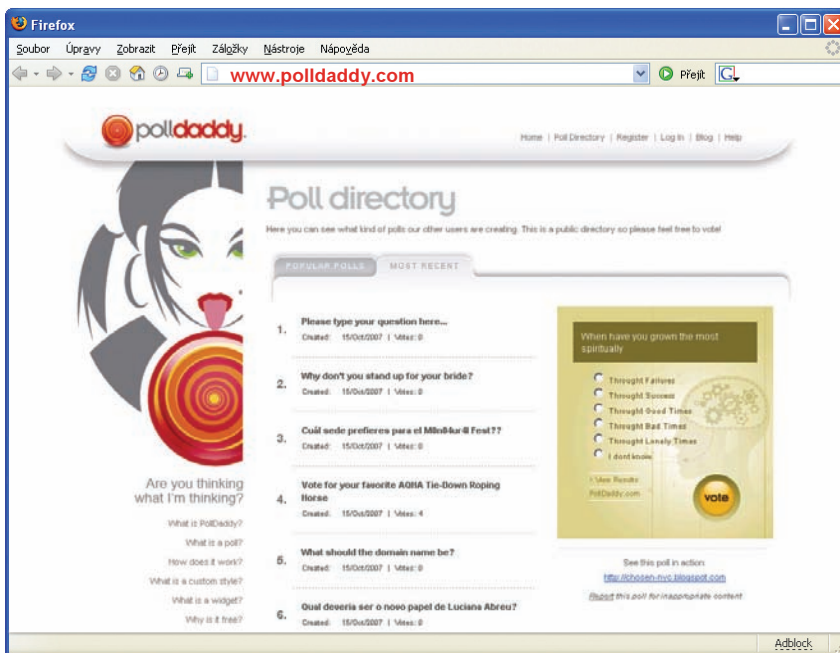 Firefox
Soubor Úpravy Zobrazit Přejít Záložky Nástroje Nápověda
www.polldaddy.com
Přejít
G
polldaddy.
Home | Poll Directory | Register | Log In | Blog | Help
Poll directory
Here you can see what kind of polls our other users are creating. This is a public directory so please feel free to vote!
POPULAR POLLS MOST RECENT
1. Please type your question here...
Created: 15/Oct/2007 | Votes: 0
2. Why don't you stand up for your bride?
Created: 15/Oct/2007 | Votes: 0
3. Cuál sede prefieres para el M0n0kur4ll Fest??
Created: 15/Oct/2007 | Votes: 0
4. Vote for your favorite AQHA Tie-Down Roping
Horse
Created: 15/Oct/2007 | Votes: 4
5. What should the domain name be?
Created: 15/Oct/2007 | Votes: 0
6. Qual deveria ser o novo papel de Luciana Abreu?
Created: 15/Oct/2007 | Votes: 0
When have you grown the most
spiritually
Throught Failures
Throught Success
Throught Good Times
Throught Bad Times
Throught Lonely Times
I dont know
View Results
PollDaddy.com
vote
See this poll in action:
http://chosen-nyc.blogspot.com
Report this poll for inappropriate content
Are you thinking
what I'm thinking?
What is PollDaddy?
What is a poll?
How does it work?
What is a custom style?
What is a widget?
Why is it free?
Adblock